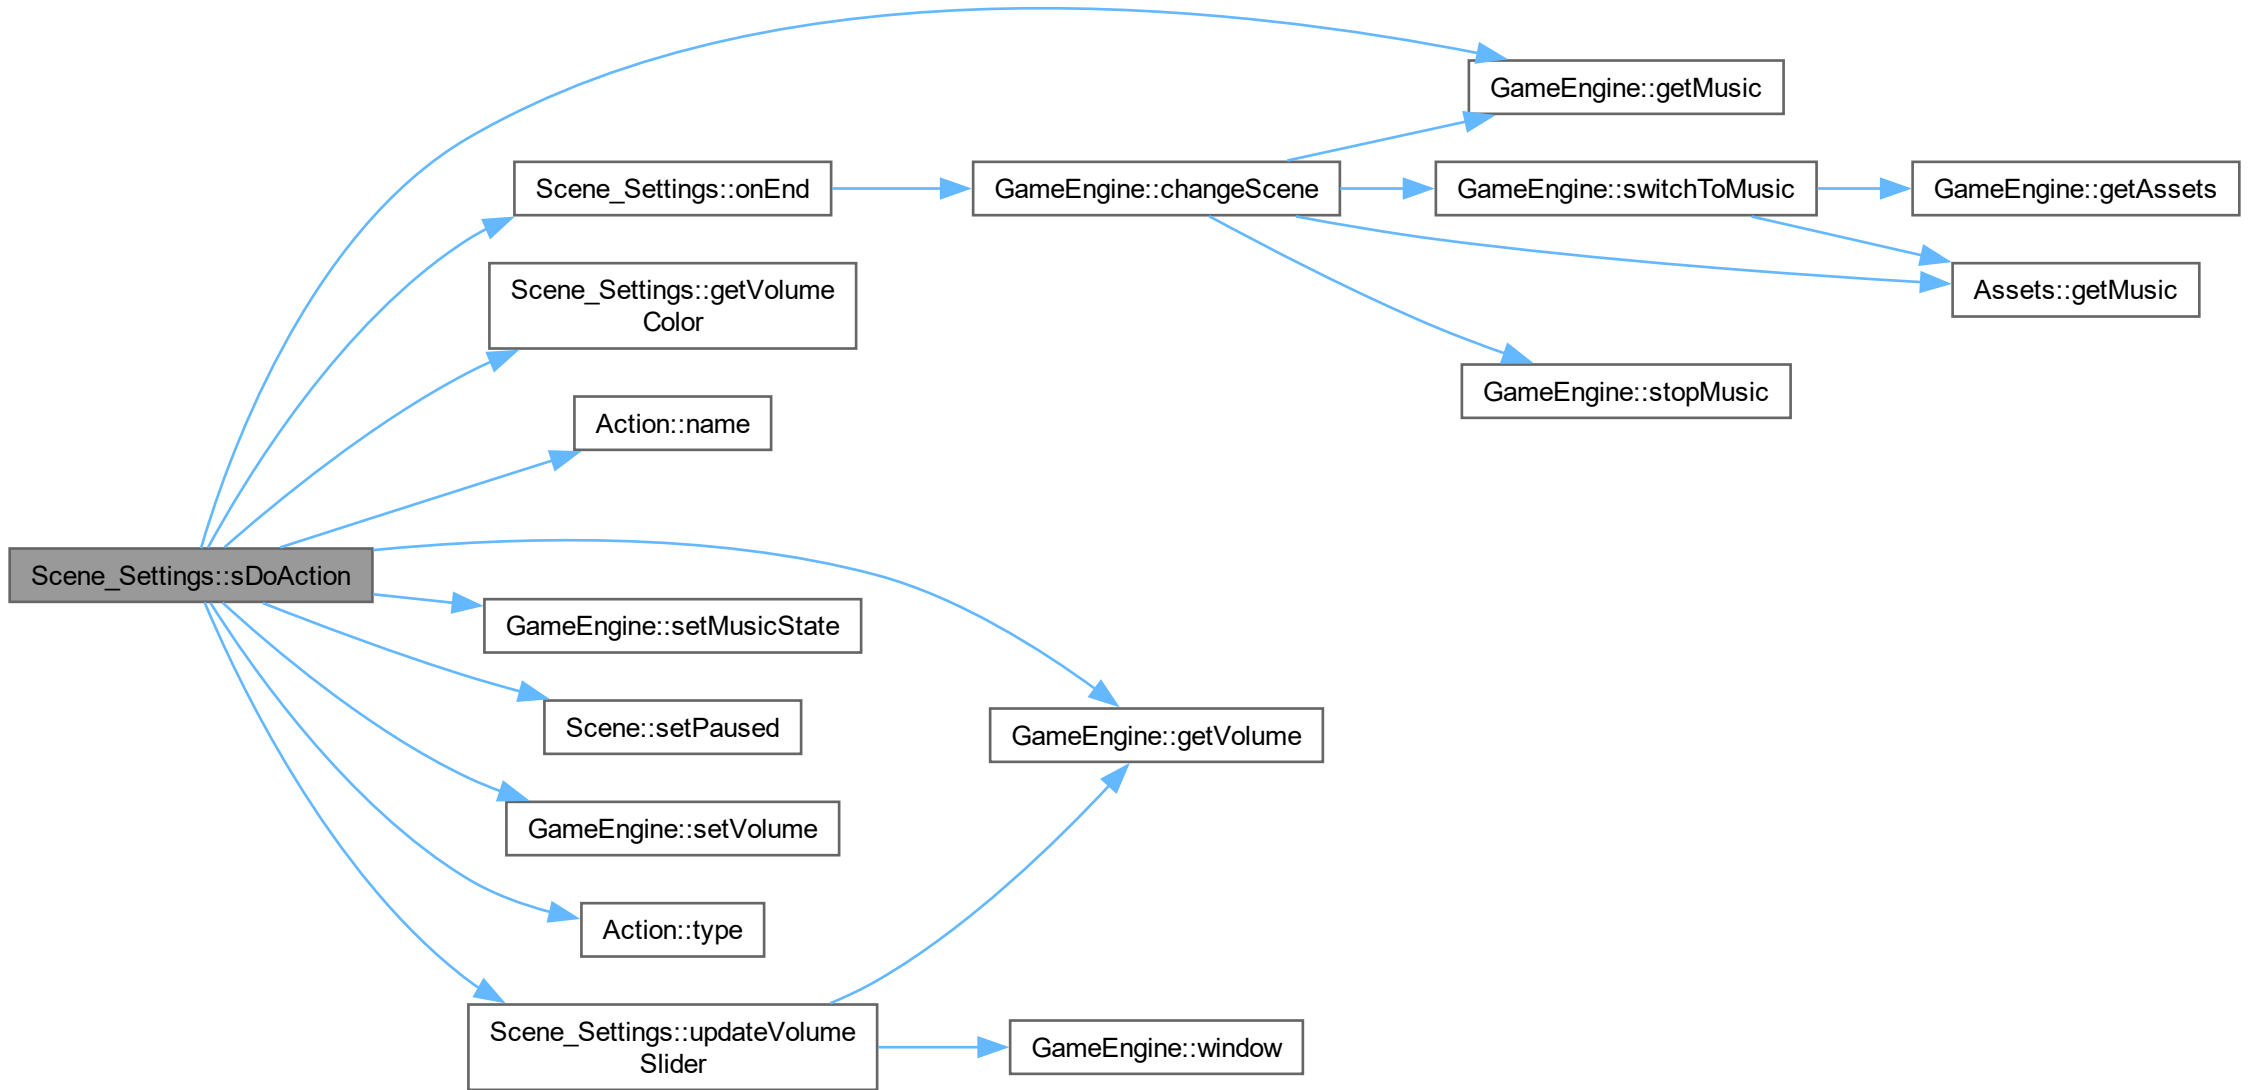 GameEngine::getMusic
Scene_Settings::onEnd
GameEngine::changeScene
GameEngine::switchToMusic
GameEngine::getAssets
Scene_Settings::getVolume
Color
Assets::getMusic
GameEngine::stopMusic
Action::name
Scene_Settings::sDoAction
GameEngine::setMusicState
Scene::setPaused
GameEngine::getVolume
GameEngine::setVolume
Action::type
Scene_Settings::updateVolume
Slider
GameEngine::window